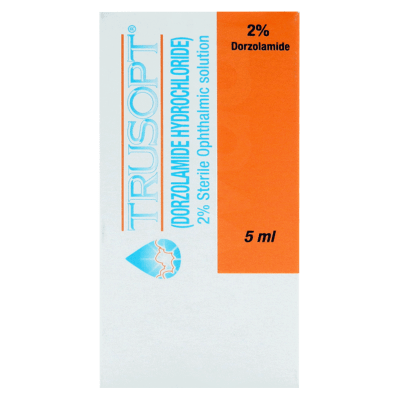 TRUSOPT®
(DORZOLAMIDE HYDROCHLORIDE)
2% Sterile Ophthalmic solution
2%
Dorzolamide
5 ml